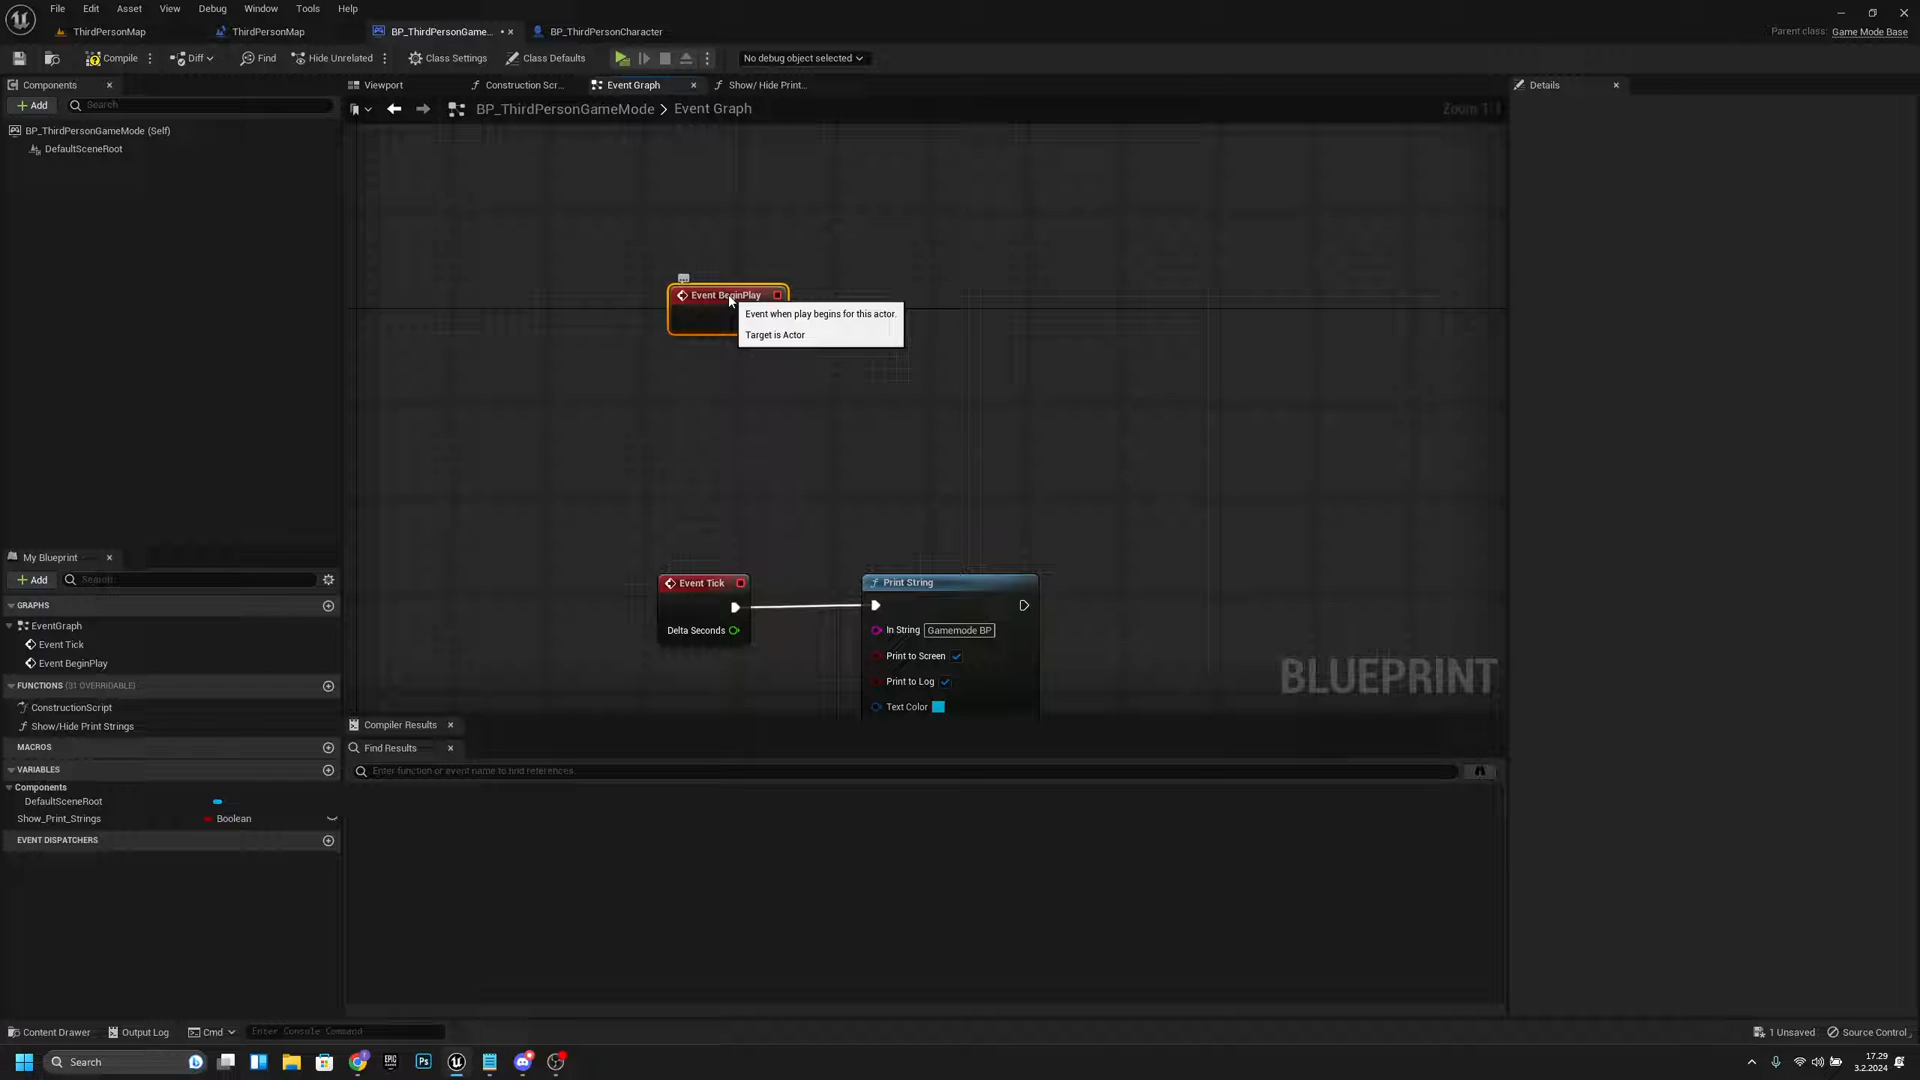 File Edit Asset View Debug Window Tools Help
ThirdPersonMap ThirdPersonMap BP_ThirdPersonGame... BP_ThirdPersonCharacter Parent class: Game Mode Base
Compile Diff Find Hide Unrelated Class Settings Class Defaults No debug object selected
Components Viewport Construction Scr... Event Graph Show/ Hide Print... Details
Add Search BP_ThirdPersonGameMode > Event Graph Zoom 1:1
BP_ThirdPersonGameMode (Self)
DefaultSceneRoot
Event BeginPlay
Event when play begins for this actor.
Target is Actor
Event Tick
Delta Seconds
Print String
In String Gamemode BP
Print to Screen
Print to Log
Text Color
BLUEPRINT
My Blueprint
Add Search
GRAPHS
EventGraph
Event Tick
Event BeginPlay
FUNCTIONS (31 OVERRIDABLE)
ConstructionScript
Show/Hide Print Strings
MACROS
VARIABLES
Components
DefaultSceneRoot
Show_Print_Strings Boolean
EVENT DISPATCHERS
Compiler Results
Find Results
Enter function or event name to find references...
Content Drawer Output Log Cmd Enter Console Command 1 Unsaved Source Control
Search EPIC Ps 17.29
3.2.2024